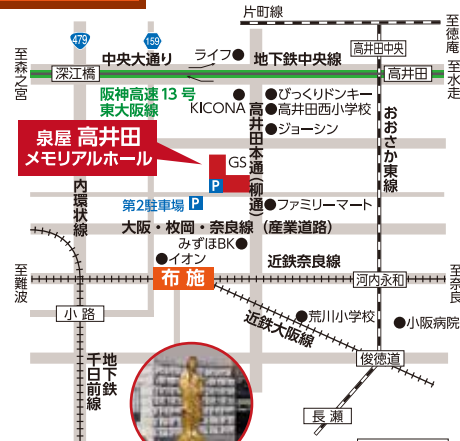 片町線
至徳庵
479
159
ライフ
高井田中央
至森之宮
中央大通り
地下鉄中央線
深江橋
高井田
至水走
阪神高速13号
東大阪線
KICONA
びっくりドンキー
高井田西小学校
ジョーシン
泉屋 高井田
メモリアルホール
GS
P
高井田本通(柳通)
おおさか東線
内環状線
第2駐車場 P
ファミリーマート
大阪・枚岡・奈良線(産業道路)
みずほBK
イオン
近鉄奈良線
至難波
布施
河内永和
至奈良
小路
荒川小学校
小阪病院
近鉄大阪線
俊徳道
地下鉄
千日前線
長瀬